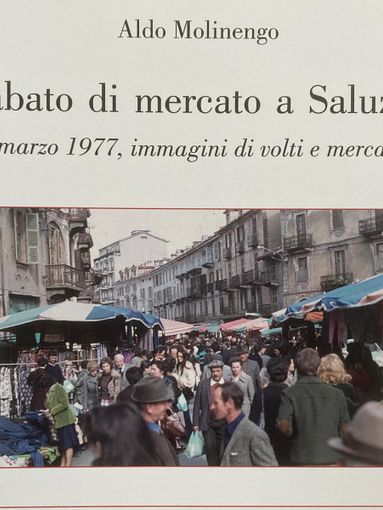 Aldo Molinengo
abato di mercato a Saluz
marzo 1977, immagini di volti e merca